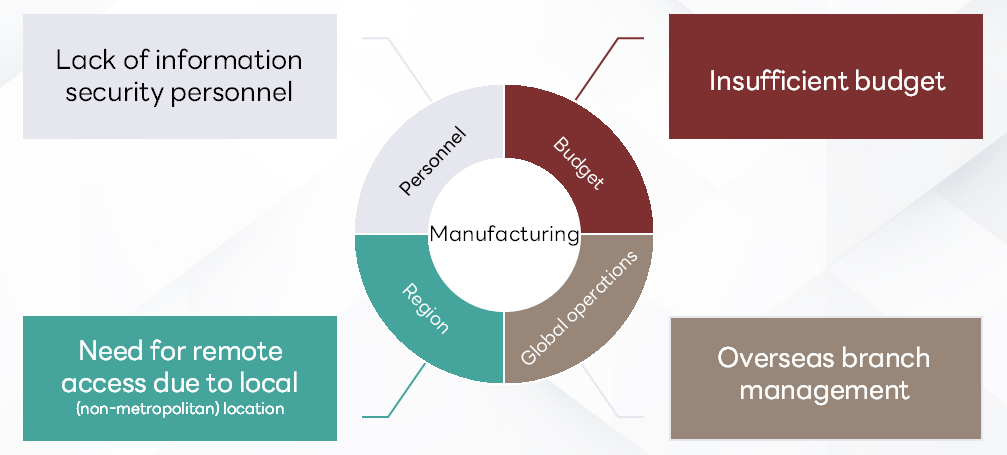 Lack of information
security personnel
Insufficient budget
Personnel
Budget
Manufacturing
Region
Global operations
Need for remote
access due to local
(non-metropolitan) location
Overseas branch
management